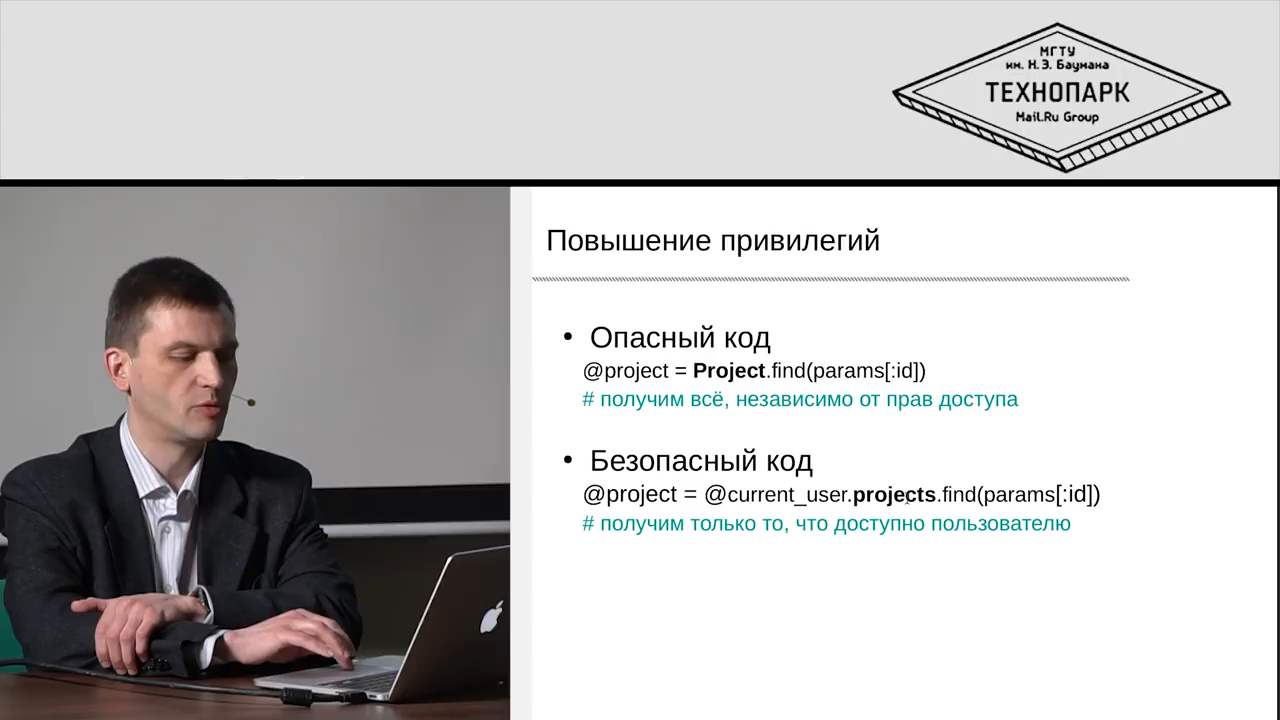 МГТУ
им. Н.Э. Баумана
ТЕХНОПАРК
Mail.Ru Group
Повышение привилегий
• Опасный код
@project = Project.find(params[:id])
# получим всё, независимо от прав доступа
• Безопасный код
@project = @current_user.projects.find(params[:id])
# получим только то, что доступно пользователю